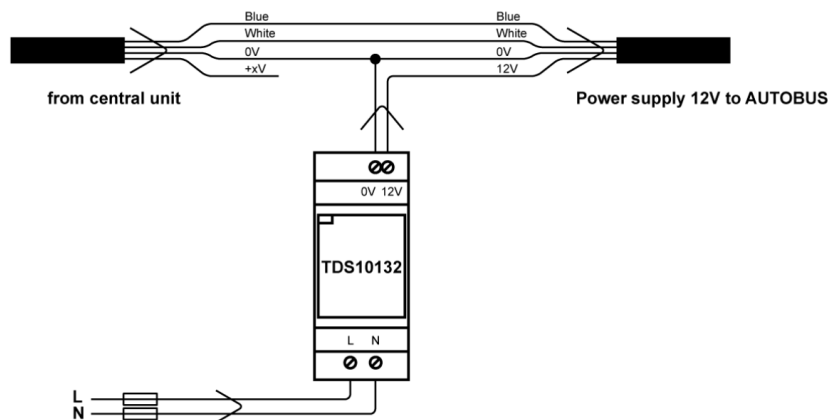 Blue
Blue
White
White
0V
0V
+xV
12V
from central unit
Power supply 12V to AUTOBUS
0V 12V
TDS10132
L N
L
N